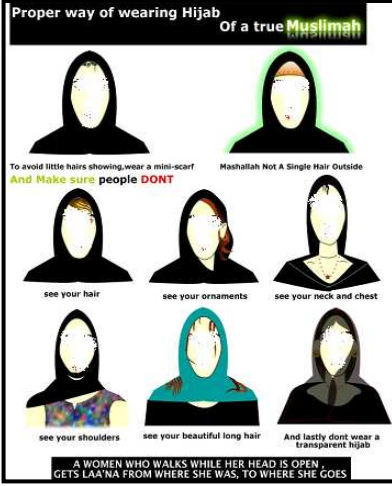 Proper way of wearing Hijab
Of a true Muslimah
To avoid little hairs showing,wear a mini-scarf
Mashallah Not A Single Hair Outside
And Make sure people DONT
see your hair
see your ornaments
see your neck and chest
see your shoulders
see your beautiful long hair
And lastly dont wear a
transparent hijab
A WOMEN WHO WALKS WHILE HER HEAD IS OPEN ,
GETS LAA'NA FROM WHERE SHE WAS, TO WHERE SHE GOES